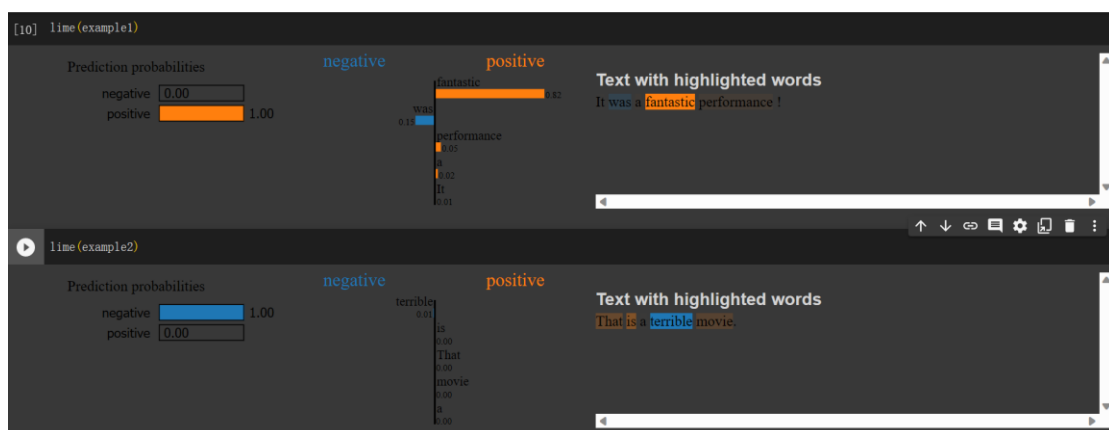 [10] lime(example1)
Prediction probabilities
negative 0.00
positive 1.00
negative positive
fantastic
0.82
was
0.15
performance
0.05
a
0.02
It
0.01
Text with highlighted words
It was a fantastic performance !
lime(example2)
Prediction probabilities
negative 1.00
positive 0.00
negative positive
terrible
0.01
is
0.00
That
0.00
movie
0.00
a
0.00
Text with highlighted words
That is a terrible movie.